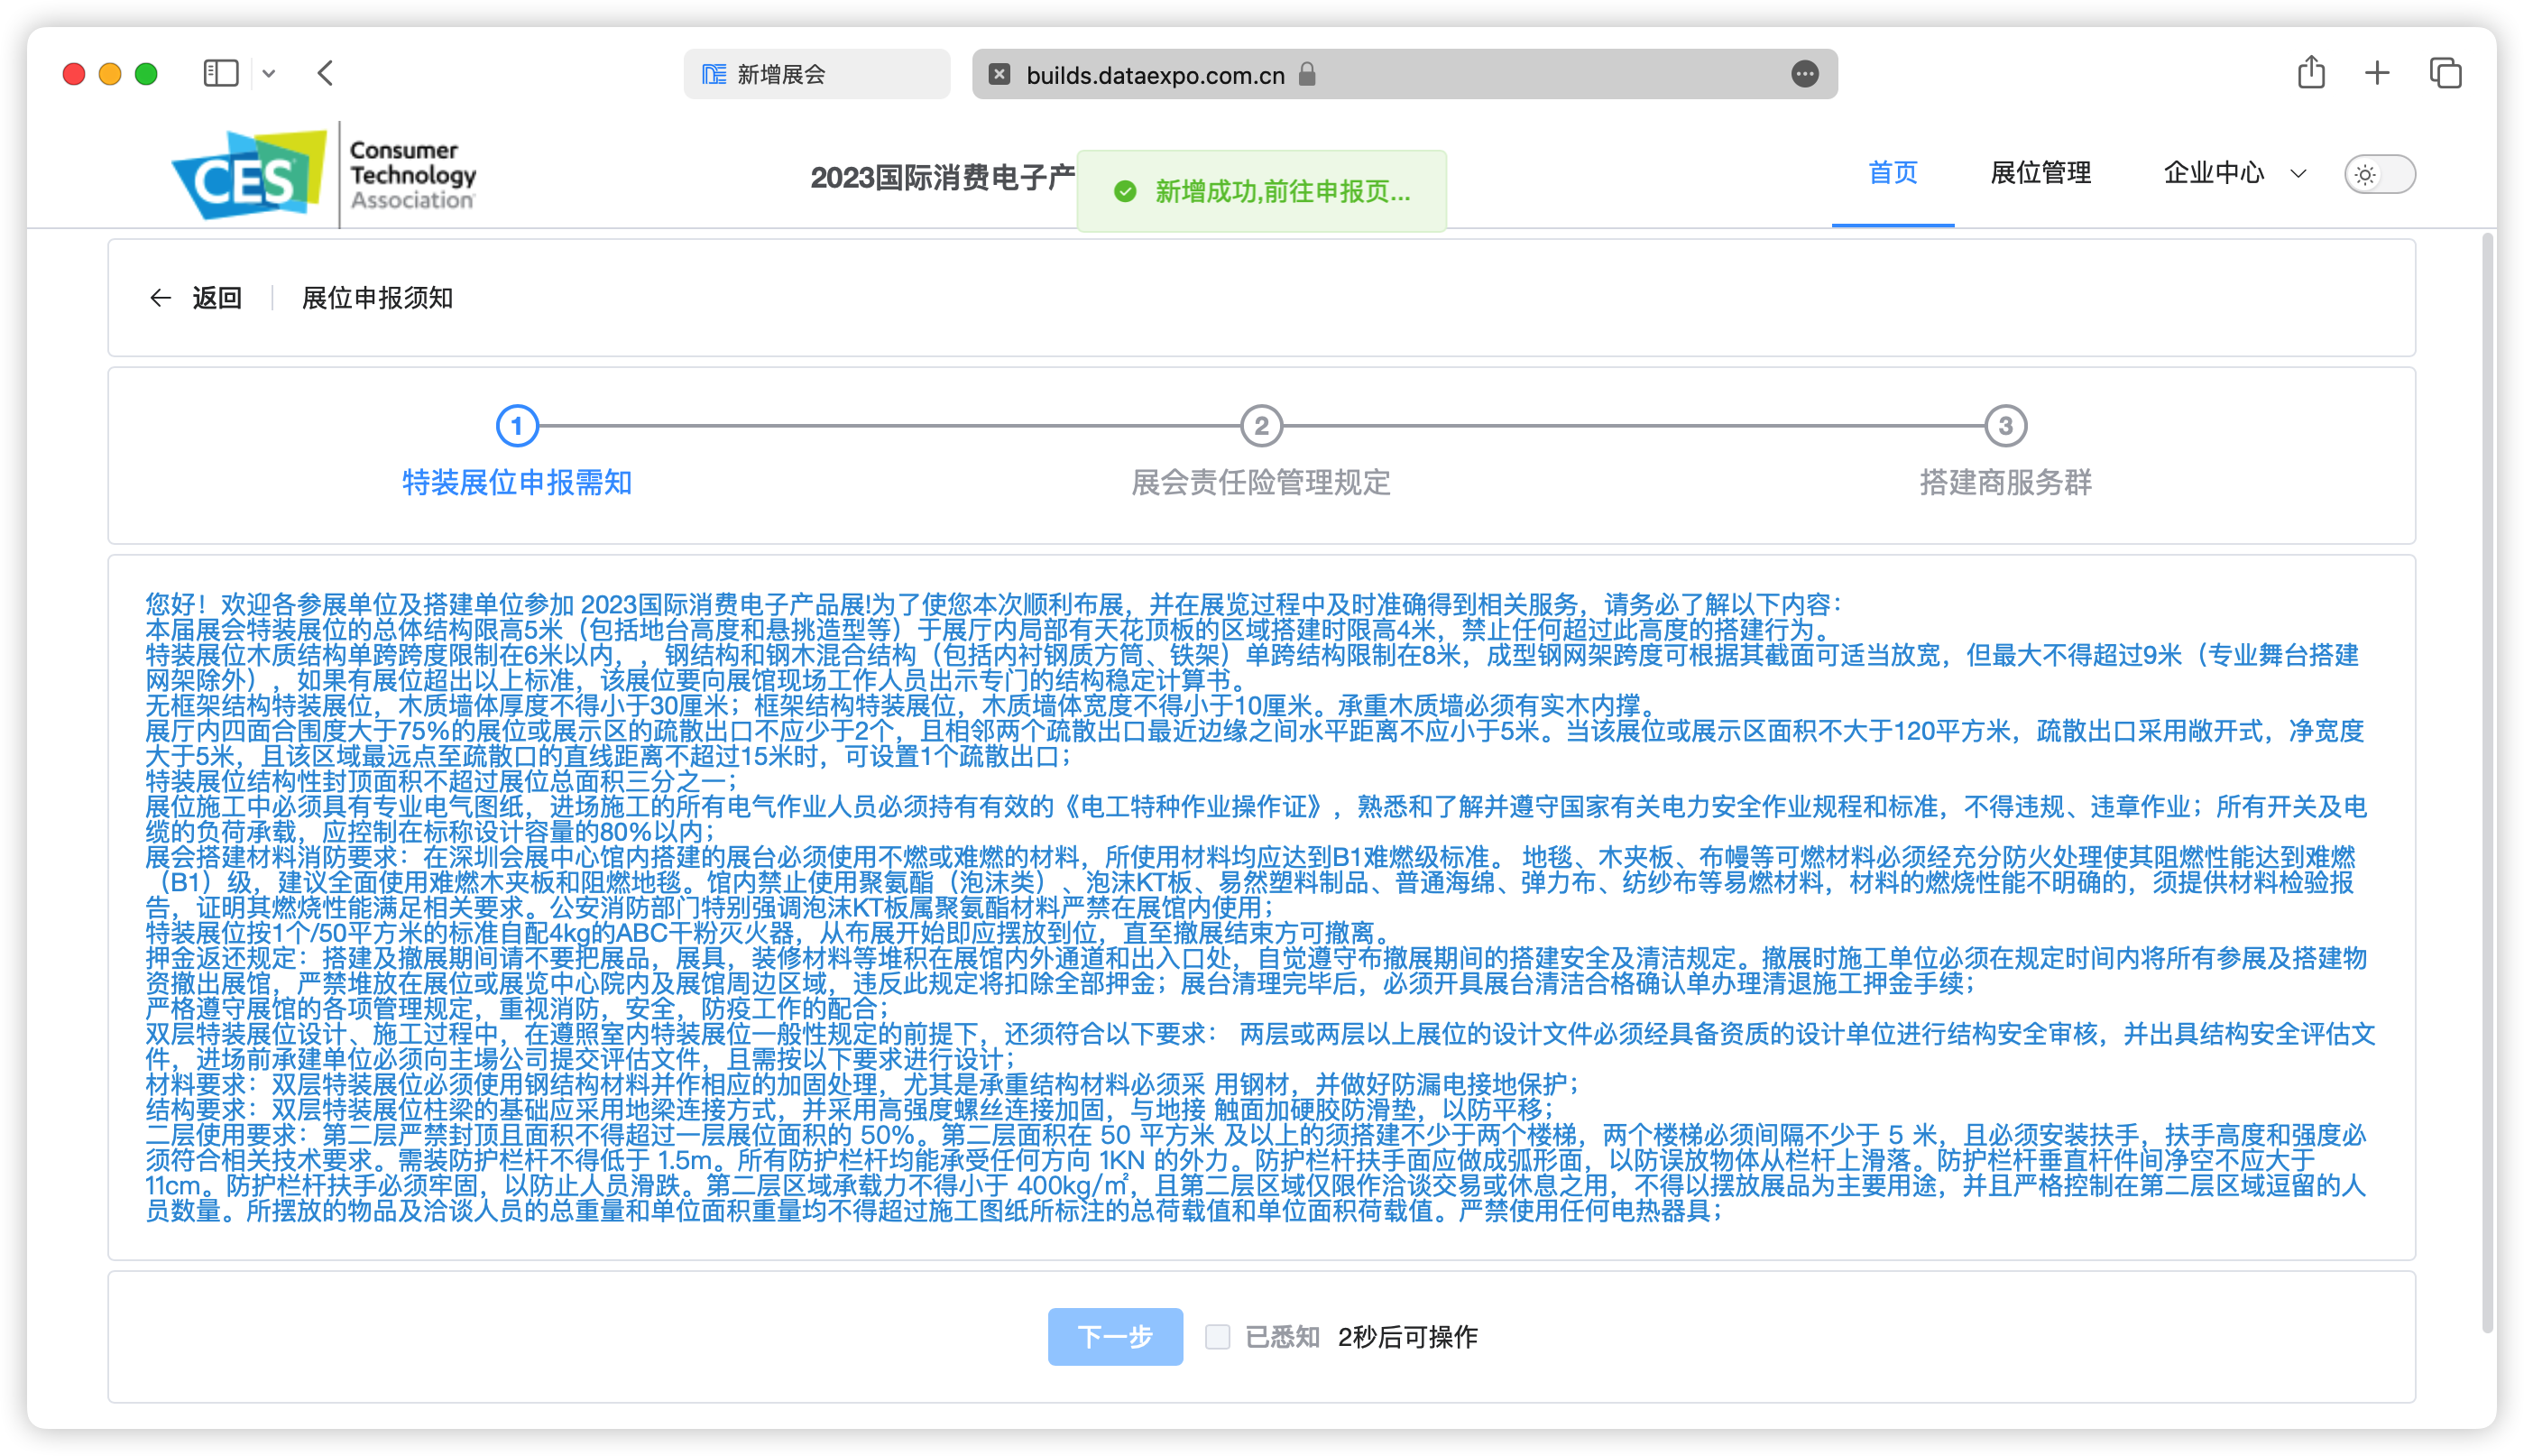 新增展会
builds.dataexpo.com.cn
CES
Consumer
Technology
Association
2023国际消费电子产
新增成功,前往申报页...
首页
展位管理
企业中心
返回
展位申报须知
1
2
3
特装展位申报需知
展会责任险管理规定
搭建商服务群
您好！欢迎各参展单位及搭建单位参加 2023国际消费电子产品展!为了使您本次顺利布展，并在展览过程中及时准确得到相关服务，请务必了解以下内容：
本届展会特装展位的总体结构限高5米（包括地台高度和悬挑造型等）于展厅内局部有天花顶板的区域搭建时限高4米，禁止任何超过此高度的搭建行为。
特装展位木质结构单跨跨度限制在6米以内，，钢结构和钢木混合结构（包括内衬钢质方筒、铁架）单跨结构限制在8米，成型钢网架跨度可根据其截面可适当放宽，但最大不得超过9米（专业舞台搭建
网架除外），如果有展位超出以上标准，该展位要向展馆现场工作人员出示专门的结构稳定计算书。
无框架结构特装展位，木质墙体厚度不得小于30厘米；框架结构特装展位，木质墙体宽度不得小于10厘米。承重木质墙必须有实木内撑。
展厅内四面合围度大于75%的展位或展示区的疏散出口不应少于2个，且相邻两个疏散出口最近边缘之间水平距离不应小于5米。当该展位或展示区面积不大于120平方米，疏散出口采用敞开式，净宽度
大于5米，且该区域最远点至疏散口的直线距离不超过15米时，可设置1个疏散出口；
特装展位结构性封顶面积不超过展位总面积三分之一；
展位施工中必须具有专业电气图纸，进场施工的所有电气作业人员必须持有有效的《电工特种作业操作证》，熟悉和了解并遵守国家有关电力安全作业规程和标准，不得违规、违章作业；所有开关及电
缆的负荷承载，应控制在标称设计容量的80%以内；
展会搭建材料消防要求：在深圳会展中心馆内搭建的展台必须使用不燃或难燃的材料，所使用材料均应达到B1难燃级标准。 地毯、木夹板、布幔等可燃材料必须经充分防火处理使其阻燃性能达到难燃
（B1）级，建议全面使用难燃木夹板和阻燃地毯。馆内禁止使用聚氨酯（泡沫类）、泡沫KT板、易然塑料制品、普通海绵、弹力布、纺纱布等易燃材料，材料的燃烧性能不明确的，须提供材料检验报
告，证明其燃烧性能满足相关要求。公安消防部门特别强调泡沫KT板属聚氨酯材料严禁在展馆内使用；
特装展位按1个/50平方米的标准自配4kg的ABC干粉灭火器，从布展开始即应摆放到位，直至撤展结束方可撤离。
押金返还规定：搭建及撤展期间请不要把展品，展具，装修材料等堆积在展馆内外通道和出入口处，自觉遵守布撤展期间的搭建安全及清洁规定。撤展时施工单位必须在规定时间内将所有参展及搭建物
资撤出展馆，严禁堆放在展位或展览中心院内及展馆周边区域，违反此规定将扣除全部押金；展台清理完毕后，必须开具展台清洁合格确认单办理清退施工押金手续；
严格遵守展馆的各项管理规定，重视消防，安全，防疫工作的配合；
双层特装展位设计、施工过程中，在遵照室内特装展位一般性规定的前提下，还须符合以下要求： 两层或两层以上展位的设计文件必须经具备资质的设计单位进行结构安全审核，并出具结构安全评估文
件，进场前承建单位必须向主場公司提交评估文件，且需按以下要求进行设计；
材料要求：双层特装展位必须使用钢结构材料并作相应的加固处理，尤其是承重结构材料必须采 用钢材，并做好防漏电接地保护；
结构要求：双层特装展位柱梁的基础应采用地梁连接方式，并采用高强度螺丝连接加固，与地接 触面加硬胶防滑垫，以防平移；
二层使用要求：第二层严禁封顶且面积不得超过一层展位面积的 50%。第二层面积在 50 平方米 及以上的须搭建不少于两个楼梯，两个楼梯必须间隔不少于 5 米，且必须安装扶手，扶手高度和强度必
须符合相关技术要求。需装防护栏杆不得低于 1.5m。所有防护栏杆均能承受任何方向 1KN 的外力。防护栏杆扶手面应做成弧形面，以防误放物体从栏杆上滑落。防护栏杆垂直杆件间净空不应大于
11cm。防护栏杆扶手必须牢固，以防止人员滑跌。第二层区域承载力不得小于 400kg/㎡，且第二层区域仅限作洽谈交易或休息之用，不得以摆放展品为主要用途，并且严格控制在第二层区域逗留的人
员数量。所摆放的物品及洽谈人员的总重量和单位面积重量均不得超过施工图纸所标注的总荷载值和单位面积荷载值。严禁使用任何电热器具；
下一步
已悉知
2秒后可操作